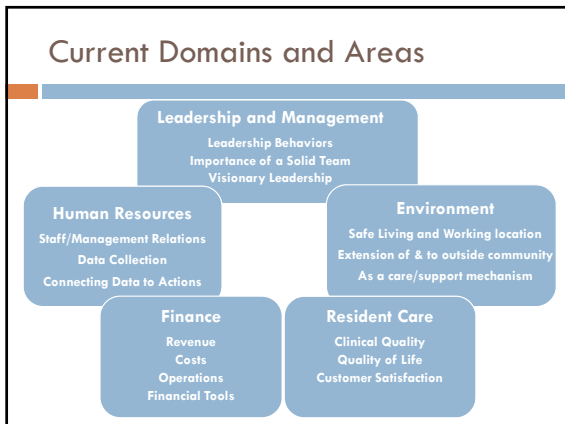 Current Domains and Areas
Leadership and Management
Leadership Behaviors
Importance of a Solid Team
Visionary Leadership
Human Resources
Staff/Management Relations
Data Collection
Connecting Data to Actions
Environment
Safe Living and Working location
Extension of & to outside community
As a care/support mechanism
Finance
Revenue
Costs
Operations
Financial Tools
Resident Care
Clinical Quality
Quality of Life
Customer Satisfaction